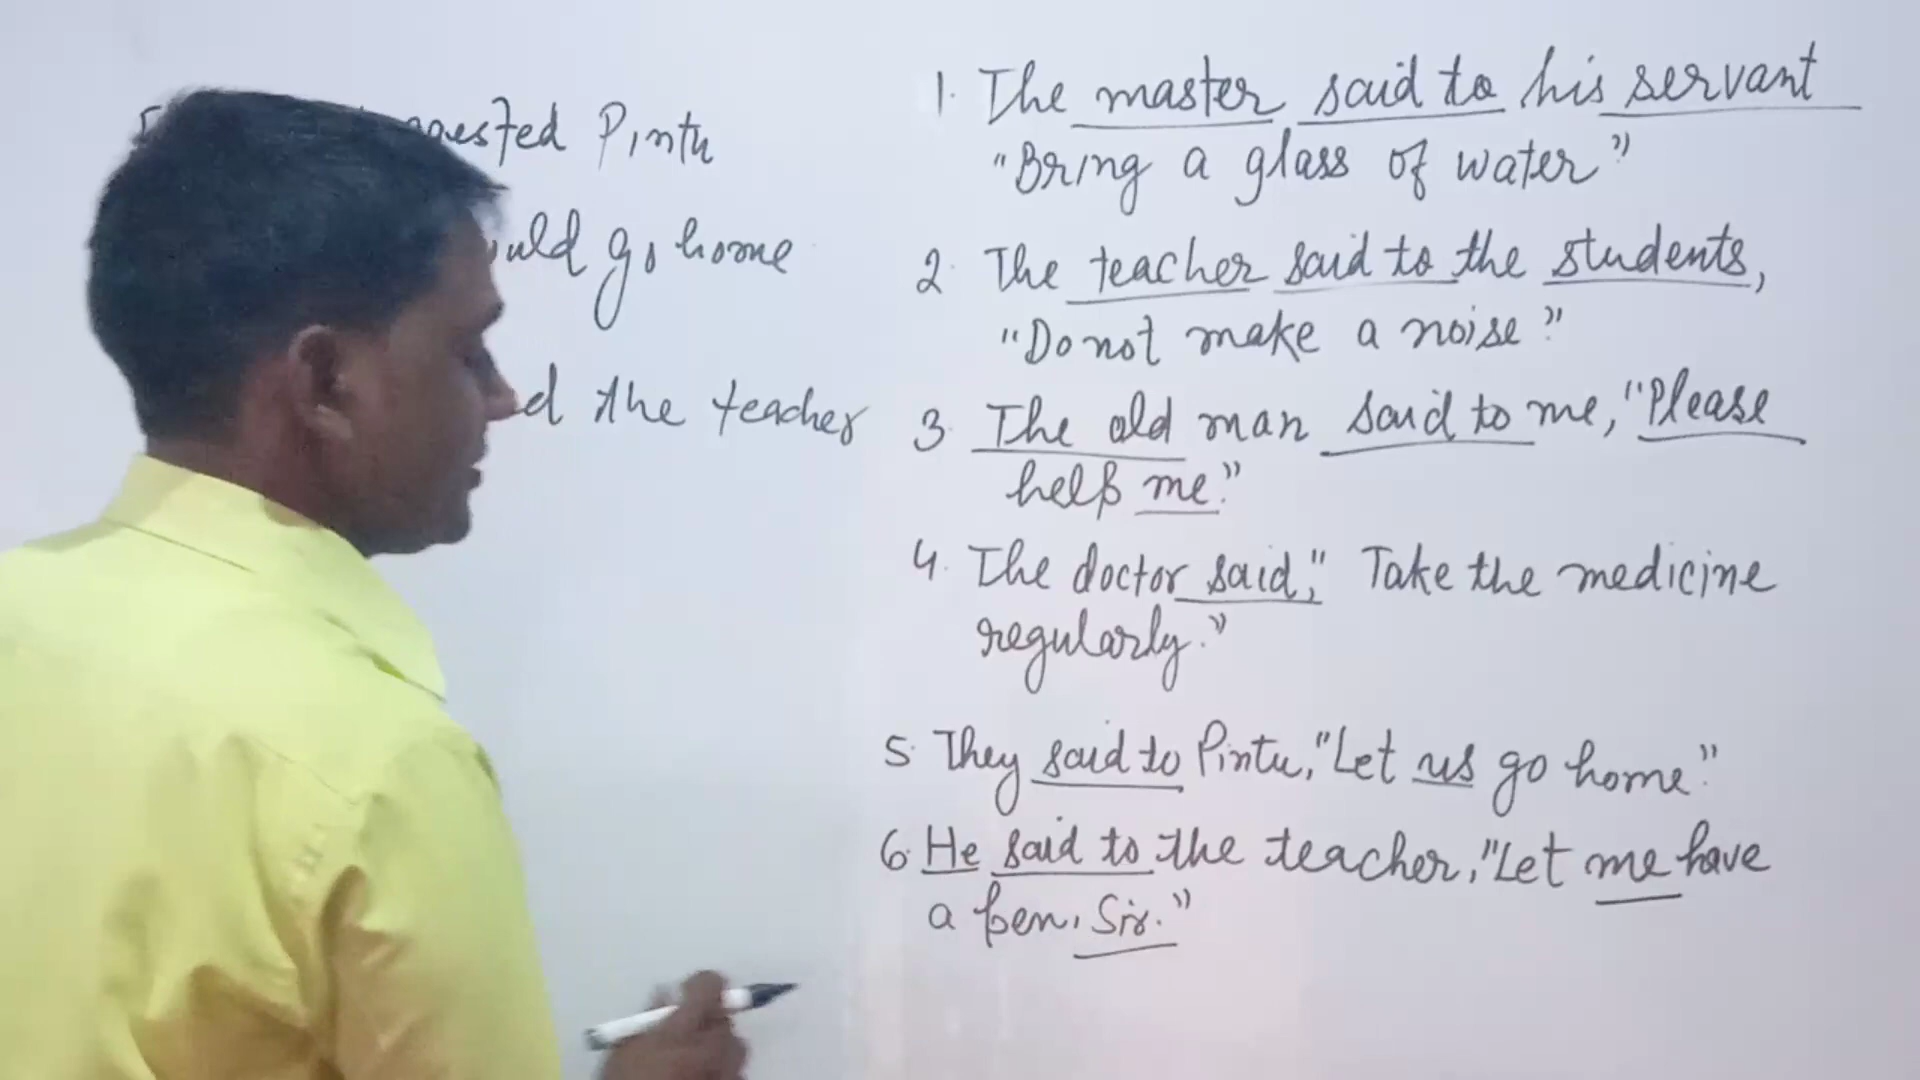 Pintu
go home
the teacher
1. The master said to his servant
"Bring a glass of water"
2. The teacher said to the students,
"Do not make a noise"
3. The old man said to me, "Please
help me."
4. The doctor said," Take the medicine
regularly."
5. They said to Pintu, "Let us go home."
6. He said to the teacher, "Let me have
a pen, Sir."